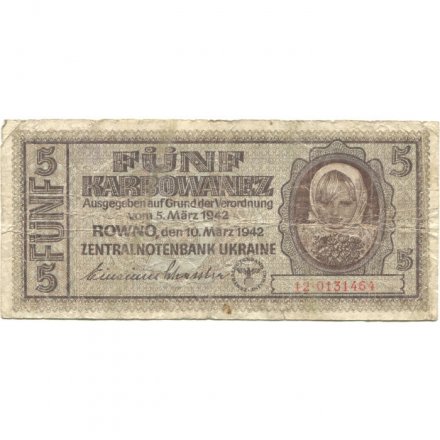 5 FÜNF 5
FÜNF
KARBOWANEZ
Ausgegeben auf Grund der Verordnung
vom 5. März 1942
ROWNO, den 10. März 1942
ZENTRALNOTENBANK UKRAINE
12·0131464
5
5